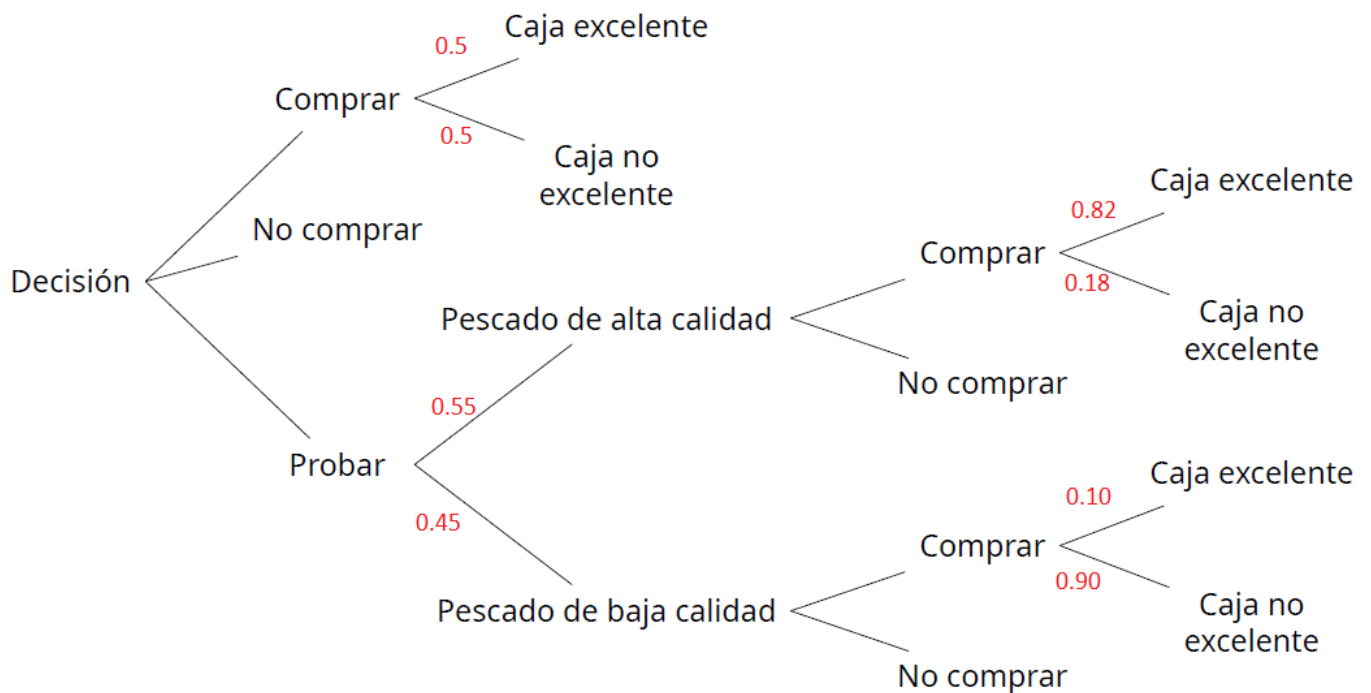 Caja excelente
0.5
Comprar
0.5
Caja no
excelente
No comprar
Decisión
Caja excelente
0.82
Comprar
0.18
Caja no
excelente
Pescado de alta calidad
No comprar
0.55
Probar
0.45
Caja excelente
0.10
Comprar
0.90
Caja no
excelente
Pescado de baja calidad
No comprar